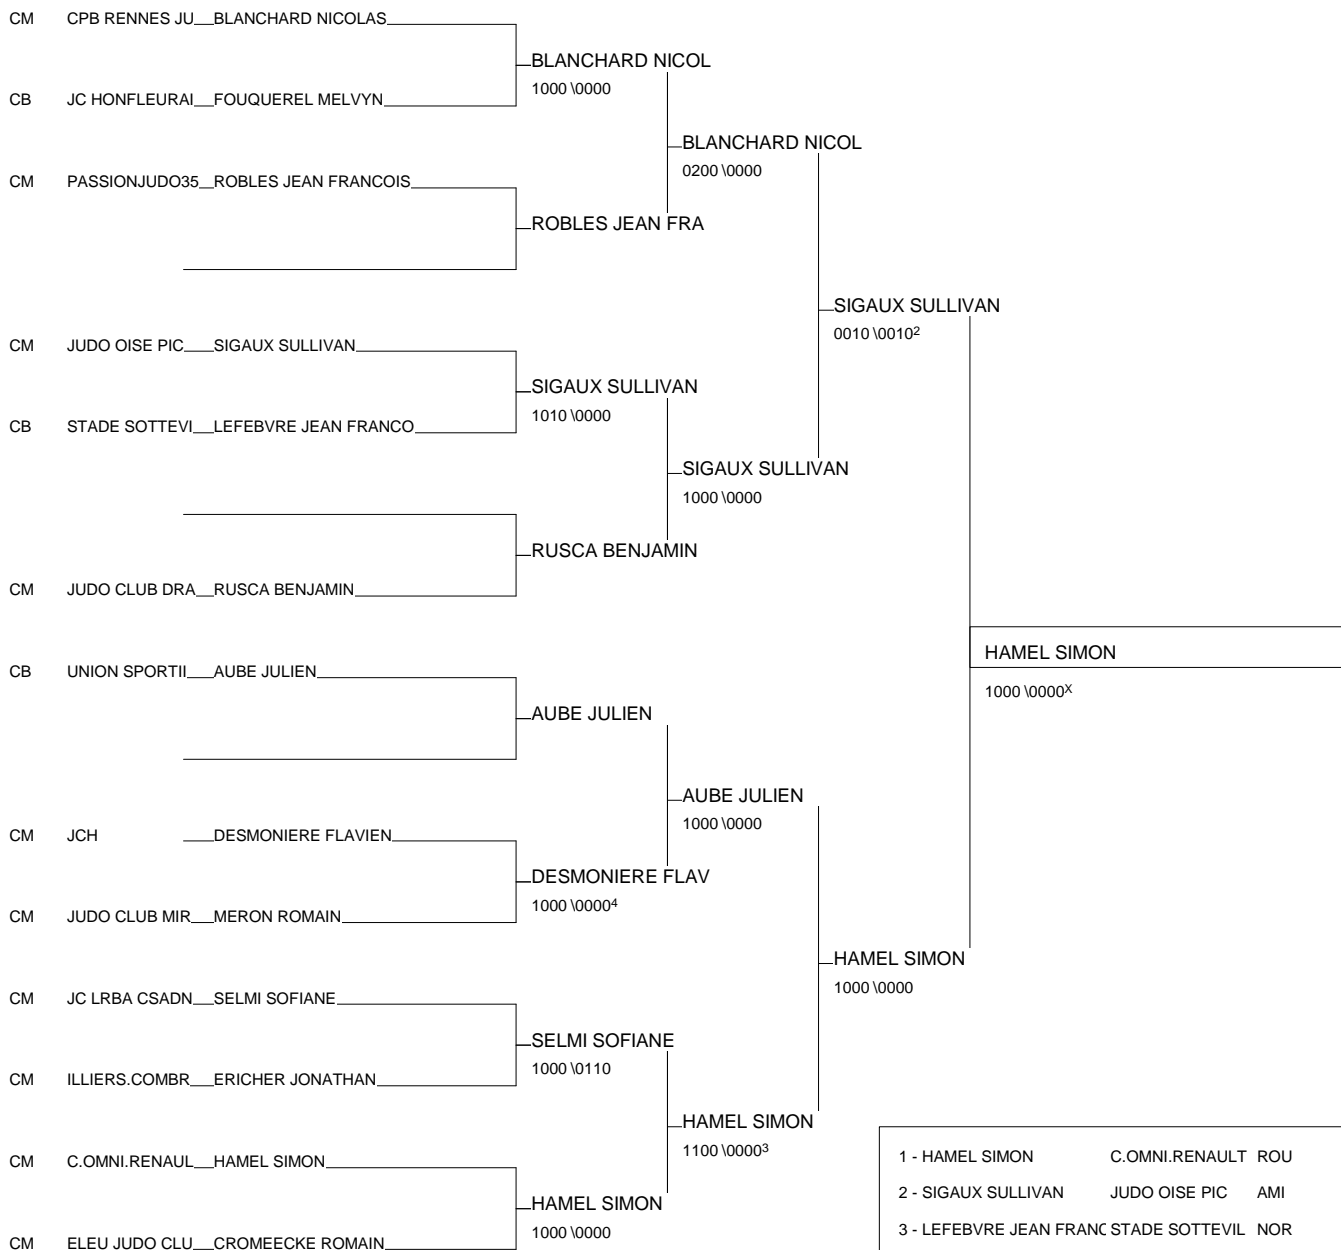 CM CPB RENNES JU BLANCHARD NICOLAS
BLANCHARD NICOL
1000 \0000
CB JC HONFLEURAI FOUQUEREL MELVYN
BLANCHARD NICOL
0200 \0000
CM PASSIONJUDO35 ROBLES JEAN FRANCOIS
ROBLES JEAN FRA
SIGAUX SULLIVAN
0010 \0010²
CM JUDO OISE PIC SIGAUX SULLIVAN
SIGAUX SULLIVAN
1010 \0000
CB STADE SOTTEVI LEFEBVRE JEAN FRANCO
SIGAUX SULLIVAN
1000 \0000
RUSCA BENJAMIN
CM JUDO CLUB DRA RUSCA BENJAMIN
HAMEL SIMON
1000 \0000X
CB UNION SPORTII AUBE JULIEN
AUBE JULIEN
AUBE JULIEN
1000 \0000
CM JCH DESMONIERE FLAVIEN
DESMONIERE FLAV
1000 \0000⁴
CM JUDO CLUB MIR MERON ROMAIN
HAMEL SIMON
1000 \0000
CM JC LRBA CSADN SELMI SOFIANE
SELMI SOFIANE
1000 \0110
CM ILLIERS.COMBR ERICHER JONATHAN
HAMEL SIMON
1100 \0000³
CM C.OMNI.RENAUL HAMEL SIMON
HAMEL SIMON
1000 \0000
CM ELEU JUDO CLU CROMEECKE ROMAIN
1 - HAMEL SIMON C.OMNI.RENAULT ROU
2 - SIGAUX SULLIVAN JUDO OISE PIC AMI
3 - LEFEBVRE JEAN FRANC STADE SOTTEVIL NOR